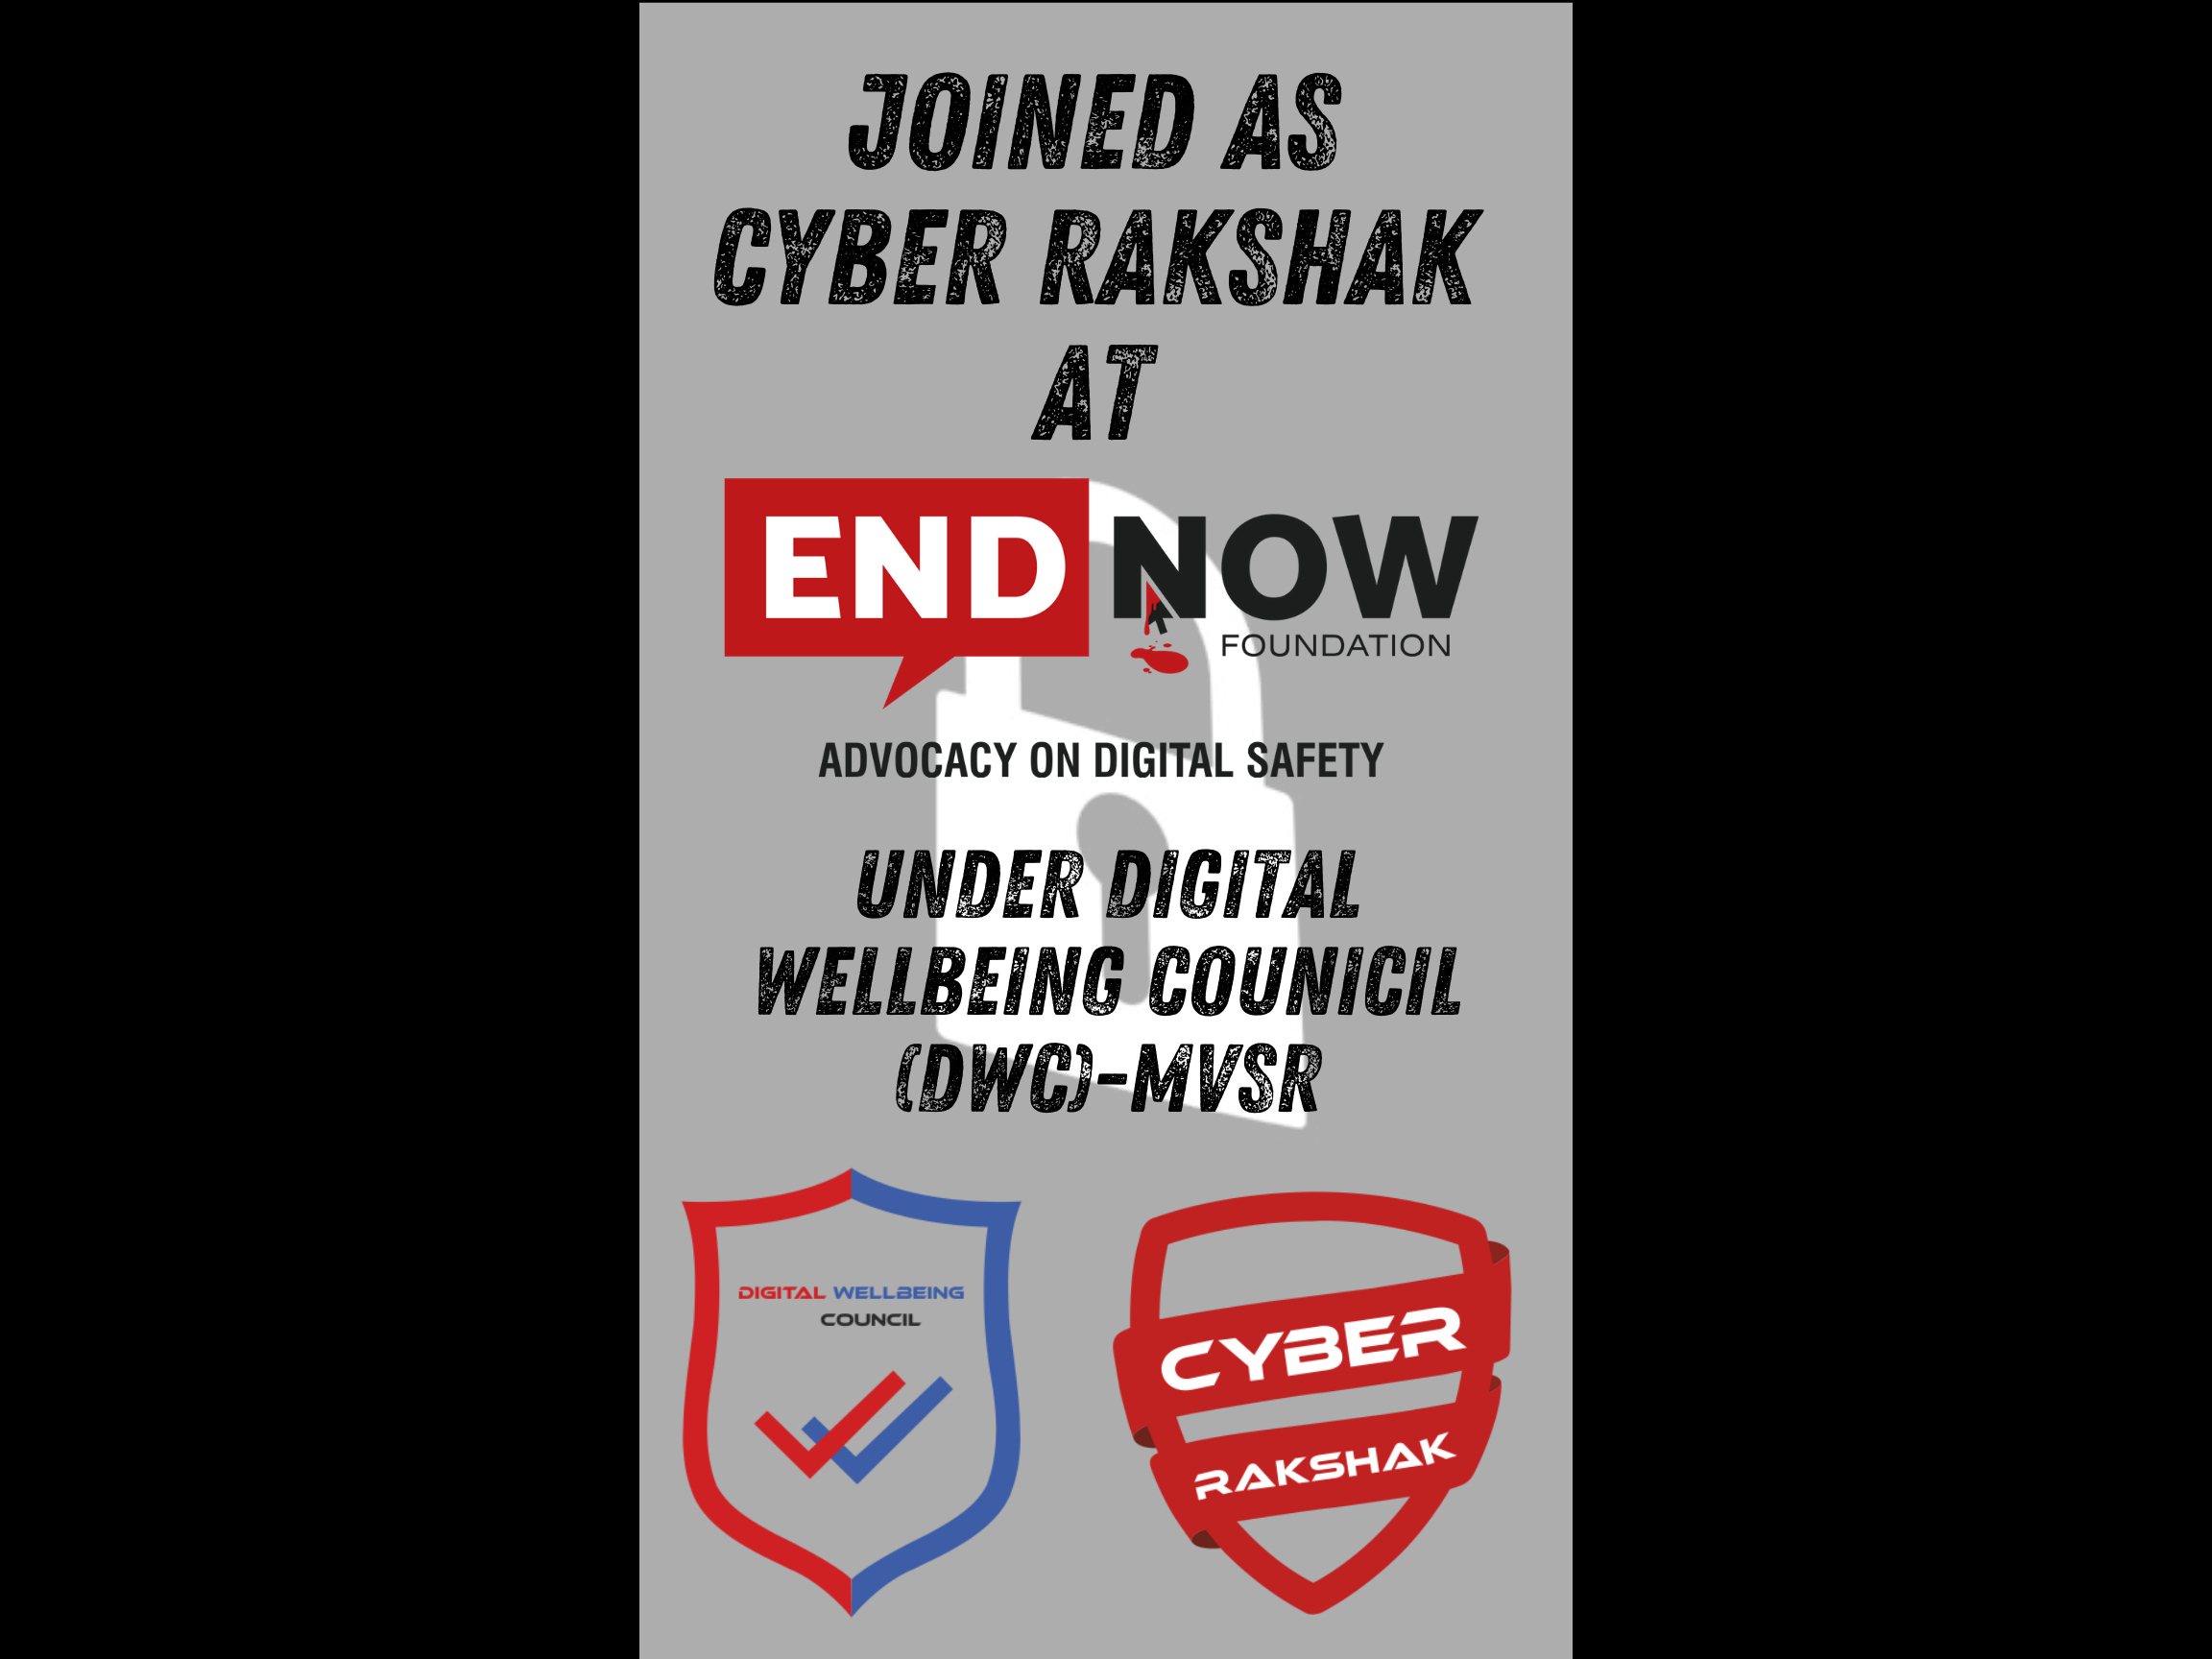 JOINED AS
CYBER RAKSHAK
AT
END NOW
FOUNDATION
ADVOCACY ON DIGITAL SAFETY
UNDER DIGITAL
WELLBEING COUNICIL
(DWC)-MVSR
DIGITAL WELLBEING
COUNCIL
CYBER
RAKSHAK